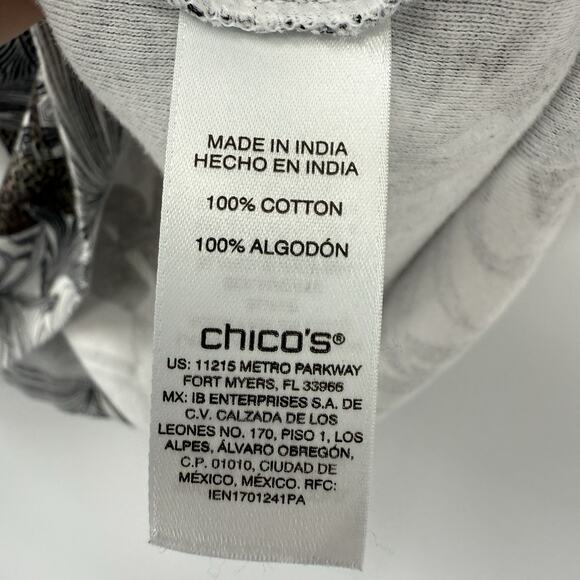 MADE IN INDIA
HECHO EN INDIA
100% COTTON
100% ALGODÓN
chico's®
US: 11215 METRO PARKWAY
FORT MYERS, FL 33966
MX: IB ENTERPRISES S.A. DE
C.V. CALZADA DE LOS
LEONES NO. 170, PISO 1, LOS
ALPES, ÁLVARO OBREGÓN,
C.P. 01010, CIUDAD DE
MÉXICO, MÉXICO. RFC:
IEN1701241PA